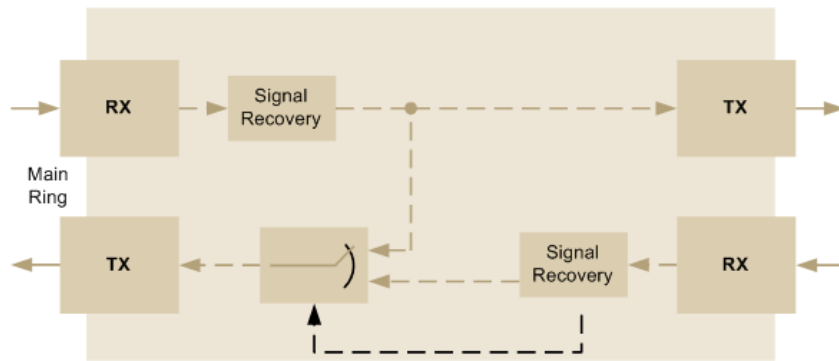 RX
Signal
Recovery
TX
Main
Ring
TX
Signal
Recovery
RX